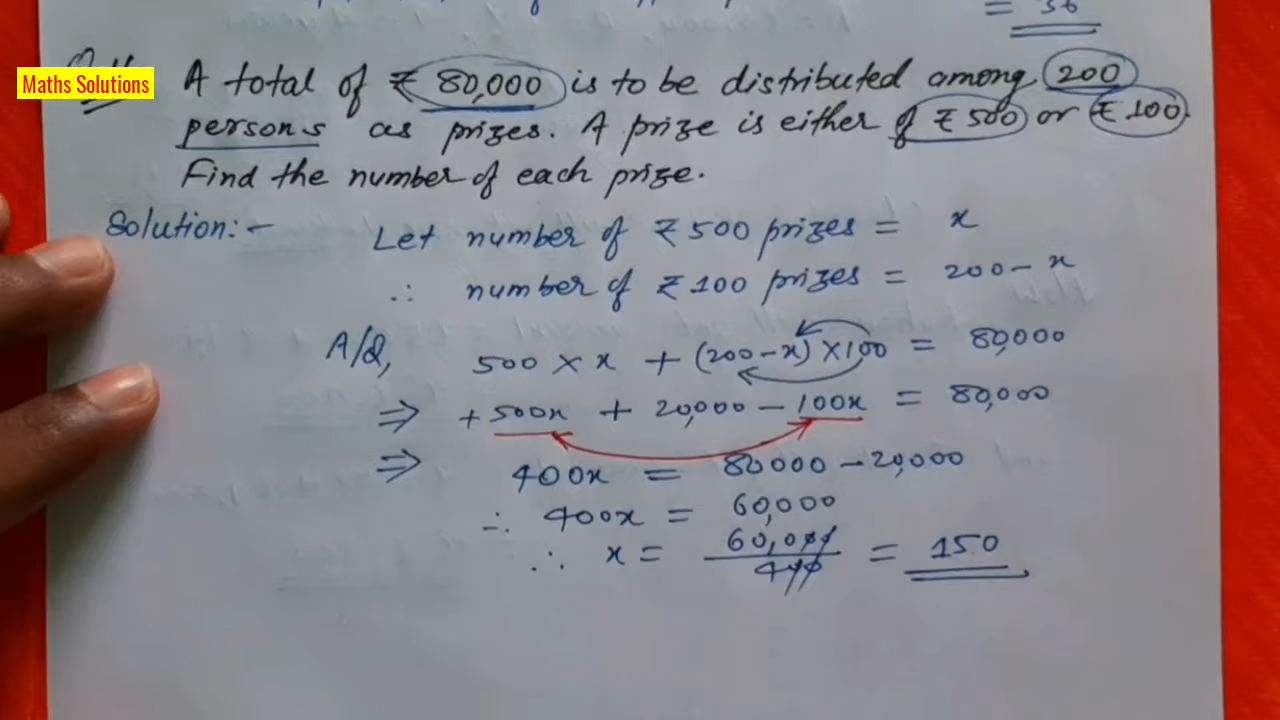 = 56
Maths Solutions
A total of ₹ 80,000 is to be distributed among 200
persons as prizes. A prize is either of ₹ 500 or ₹ 100.
Find the number of each prize.
Solution:-
Let number of ₹ 500 prizes = x
∴ number of ₹ 100 prizes = 200 - x
A/Q, 500 × x + (200 - x) × 100 = 80,000
⇒ + 500x + 20,000 - 100x = 80,000
⇒ 400x = 80000 - 20,000
∴ 400x = 60,000
∴ x = 60,000/400 = 150